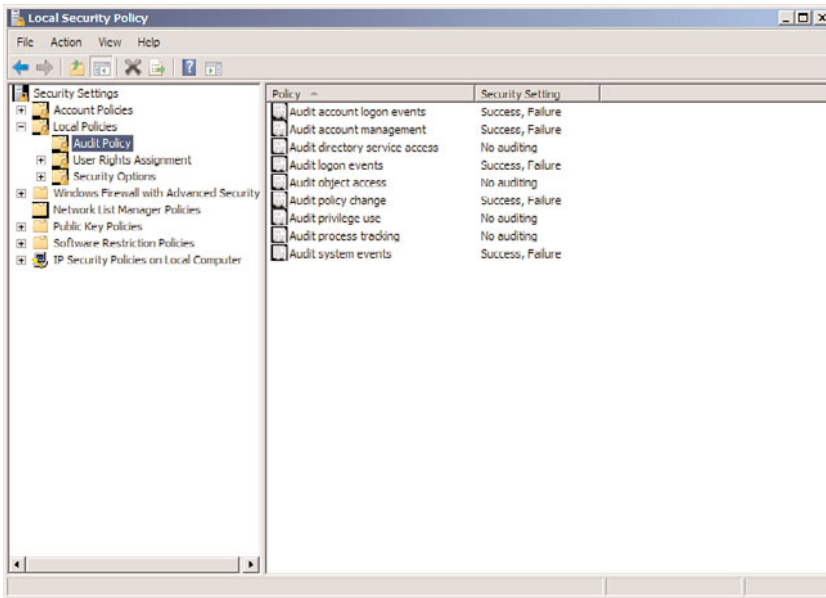 Local Security Policy
File Action View Help
Security Settings
Account Policies
Local Policies
Audit Policy
User Rights Assignment
Security Options
Windows Firewall with Advanced Security
Network List Manager Policies
Public Key Policies
Software Restriction Policies
IP Security Policies on Local Computer
Policy Security Setting
Audit account logon events Success, Failure
Audit account management Success, Failure
Audit directory service access No auditing
Audit logon events Success, Failure
Audit object access No auditing
Audit policy change Success, Failure
Audit privilege use No auditing
Audit process tracking No auditing
Audit system events Success, Failure